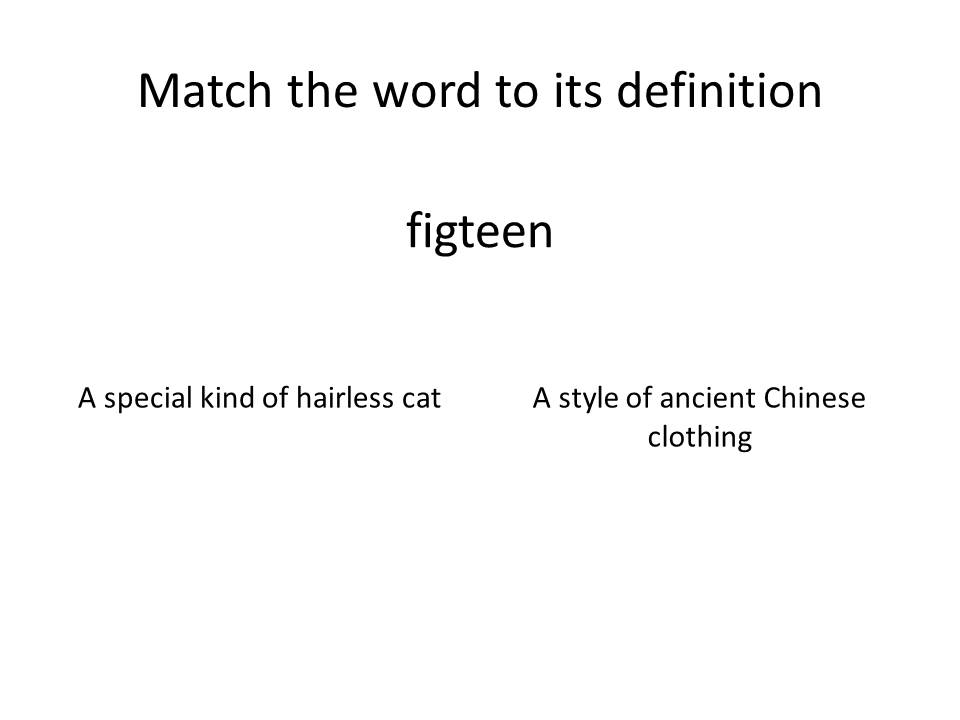 Match the word to its definition
figteen
A special kind of hairless cat
A style of ancient Chinese
clothing